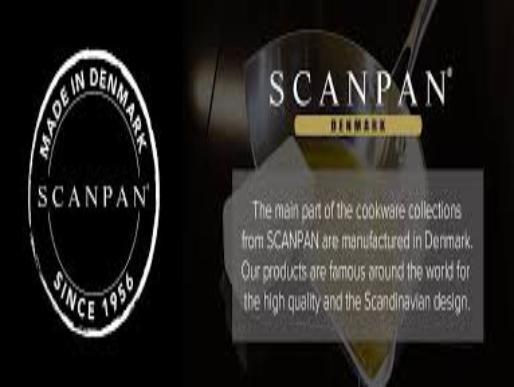 MADE IN DENMARK
SCANPAN®
SINCE 1956
SCANPAN®
DENMARK
The main part of the cookware collections
from SCANPAN are manufactured in Denmark.
Our products are famous around the world for
the high quality and the Scandinavian design.